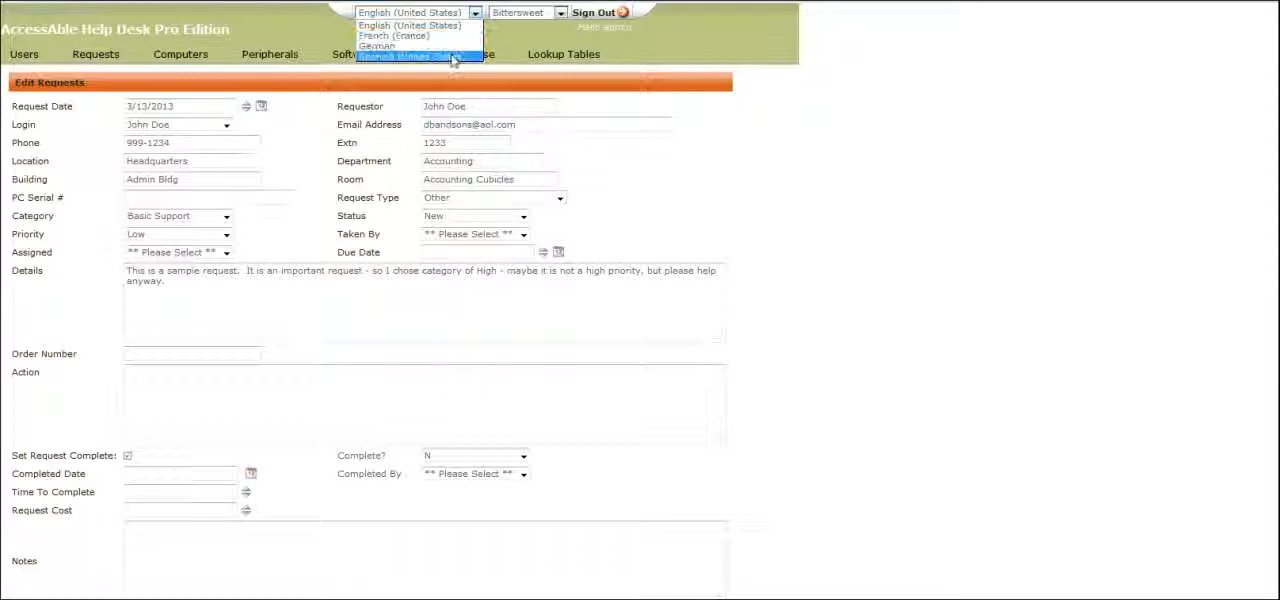 English (United States) Bittersweet Sign Out
English (United States)
AccessAble Help Desk Pro Edition
French (France)
German
Users Requests Computers Peripherals Lookup Tables
Edit Requests
Request Date 3/13/2013 Requestor John Doe
Login John Doe Email Address dbandsons@aol.com
Phone 999-1234 Extn 1233
Location Headquarters Department Accounting
Building Admin Bldg Room Accounting Cubicles
PC Serial # Request Type Other
Category Basic Support Status New
Priority Low Taken By ** Please Select **
Assigned ** Please Select ** Due Date
Details This is a sample request. It is an important request - so I chose category of High - maybe it is not a high priority, but please help
anyway.
Order Number
Action
Set Request Complete: Complete? N
Completed Date Completed By ** Please Select **
Time To Complete
Request Cost
Notes